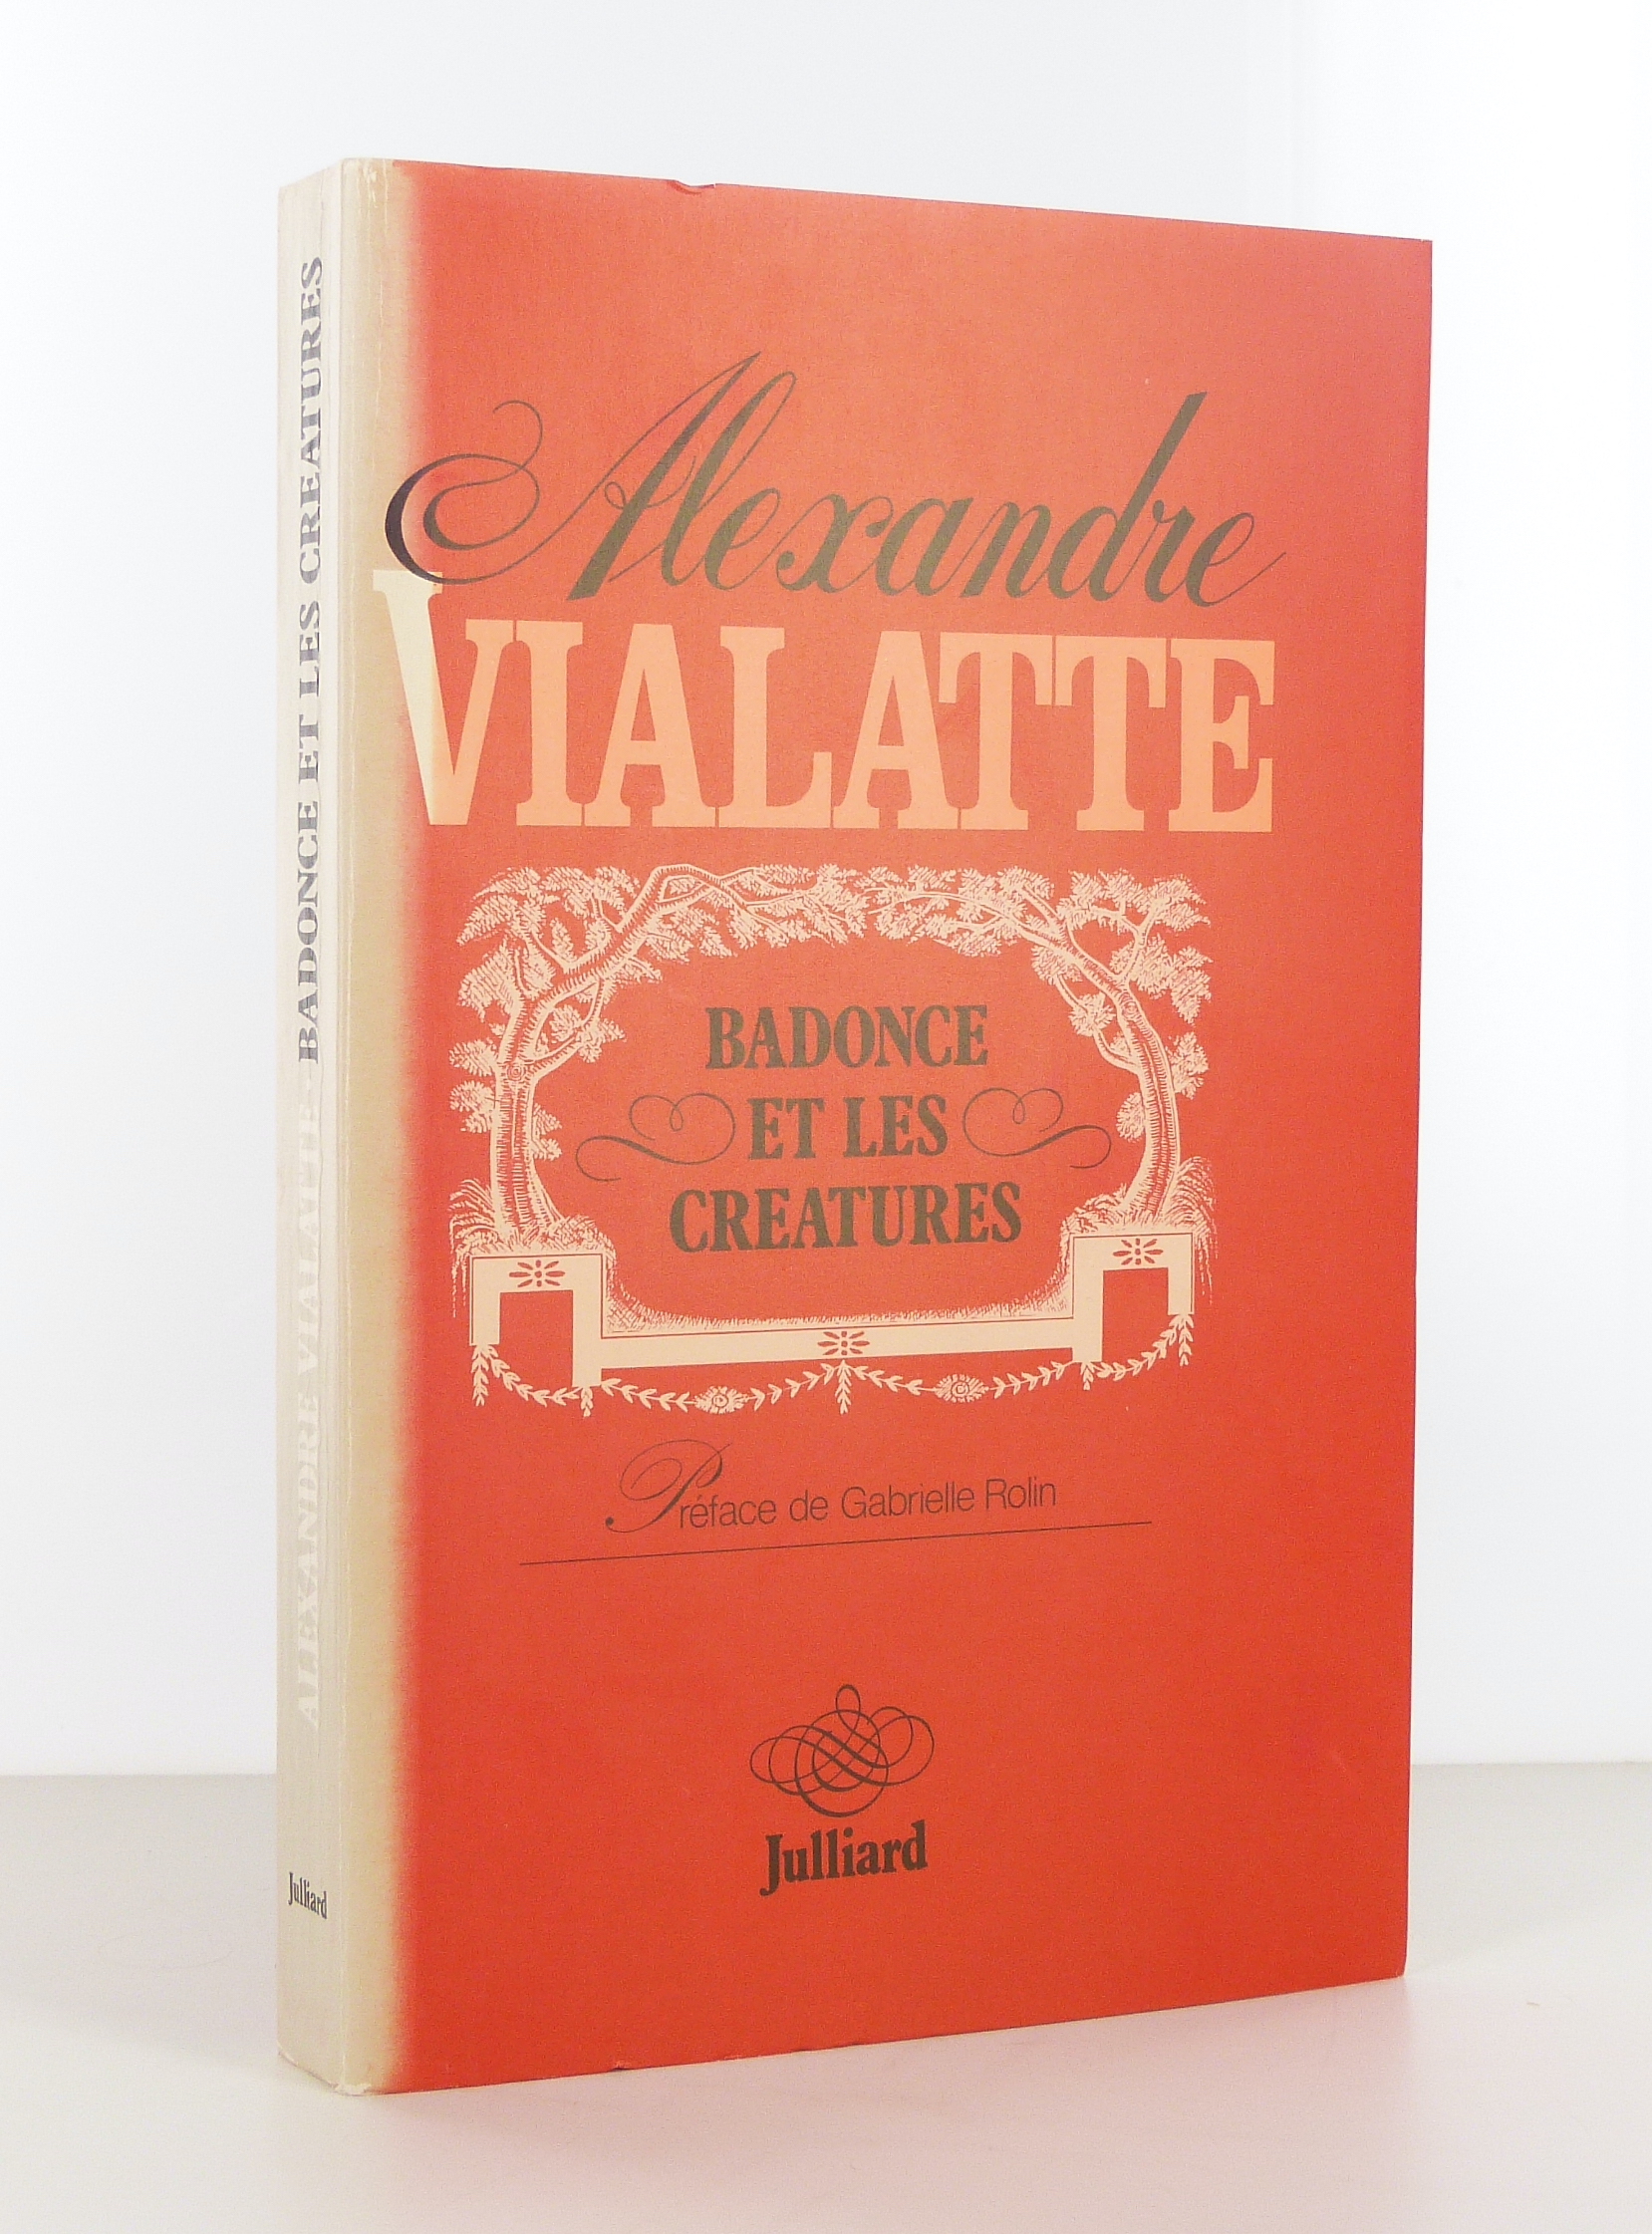 Alexandre
VIALATTE
BADONCE
ET LES
CREATURES
Préface de Gabrielle Rolin
Julliard
ALEXANDRE VIALATTE BADONCE ET LES CREATURES
Julliard